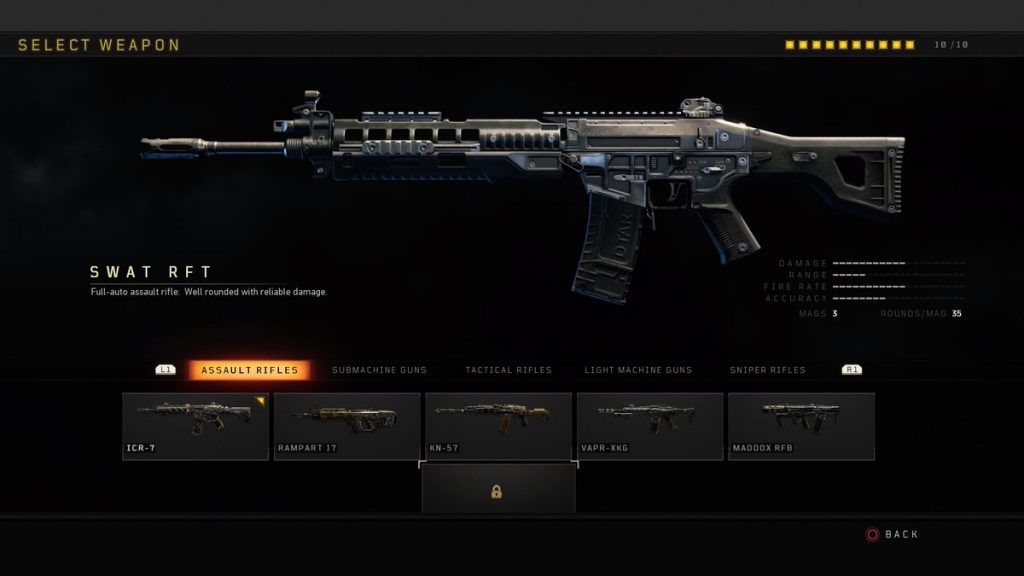 SELECT WEAPON
10/10
DTAR
SWAT RFT
Full-auto assault rifle. Well rounded with reliable damage.
DAMAGE
RANGE
FIRE RATE
ACCURACY
MAGS 3 ROUNDS/MAG 35
L1 ASSAULT RIFLES SUBMACHINE GUNS TACTICAL RIFLES LIGHT MACHINE GUNS SNIPER RIFLES R1
ICR-7 RAMPART 17 KN-57 VAPR-XKG MADDOX RFB
BACK